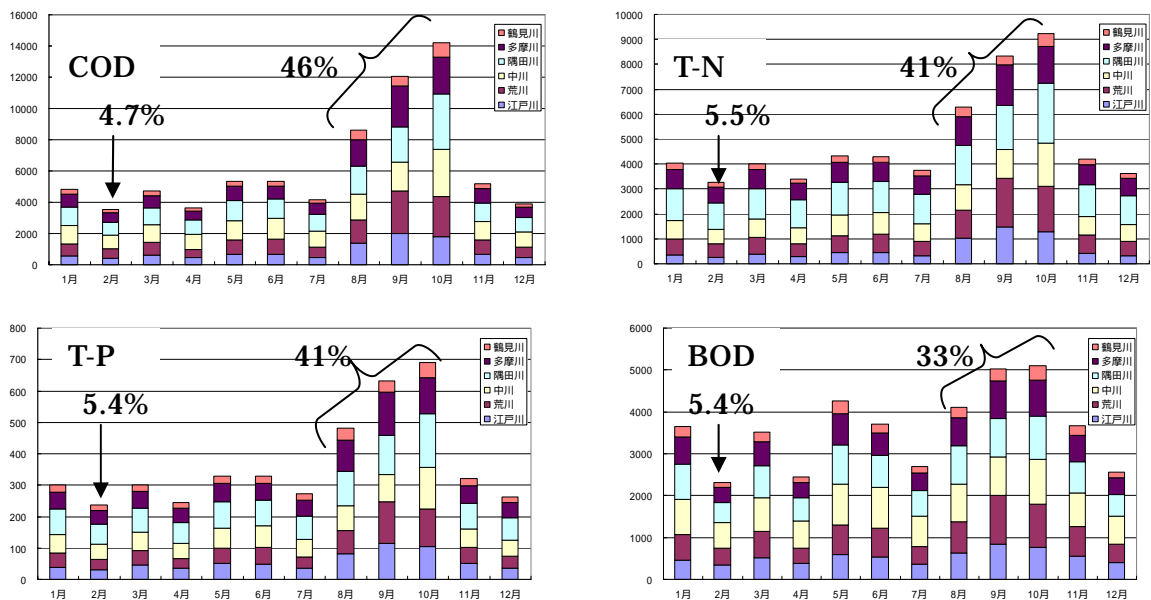 COD
46%
4.7%
16000
14000
12000
10000
8000
6000
4000
2000
0
1月 2月 3月 4月 5月 6月 7月 8月 9月 10月 11月 12月
鶴見川
多摩川
隅田川
中川
荒川
江戸川
T-N
41%
5.5%
10000
9000
8000
7000
6000
5000
4000
3000
2000
1000
0
1月 2月 3月 4月 5月 6月 7月 8月 9月 10月 11月 12月
鶴見川
多摩川
隅田川
中川
荒川
江戸川
T-P
41%
5.4%
800
700
600
500
400
300
200
100
0
1月 2月 3月 4月 5月 6月 7月 8月 9月 10月 11月 12月
鶴見川
多摩川
隅田川
中川
荒川
江戸川
BOD
33%
5.4%
6000
5000
4000
3000
2000
1000
0
1月 2月 3月 4月 5月 6月 7月 8月 9月 10月 11月 12月
鶴見川
多摩川
隅田川
中川
荒川
江戸川